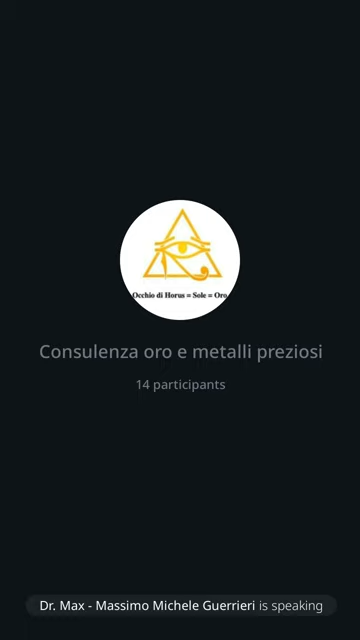 Occhio di Horus = Sole = Oro
Consulenza oro e metalli preziosi
14 participants
Dr. Max - Massimo Michele Guerrieri is speaking